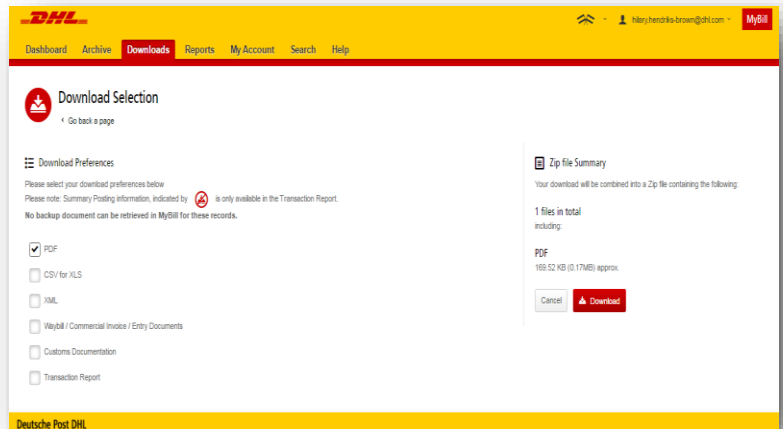 DHL
hilary.hendriks-brown@dhl.com
MyBill
Dashboard Archive Downloads Reports My Account Search Help
Download Selection
Go back a page
Download Preferences
Please select your download preferences below
Please note: Summary Posting information, indicated by is only available in the Transaction Report.
No backup document can be retrieved in MyBill for these records.
PDF
CSV for XLS
XML
Waybill / Commercial Invoice / Entry Documents
Customs Documentation
Transaction Report
Zip file Summary
Your download will be combined into a Zip file containing the following:
1 files in total
including:
PDF
169.52 KB (0.17MB) approx.
Cancel Download
Deutsche Post DHL